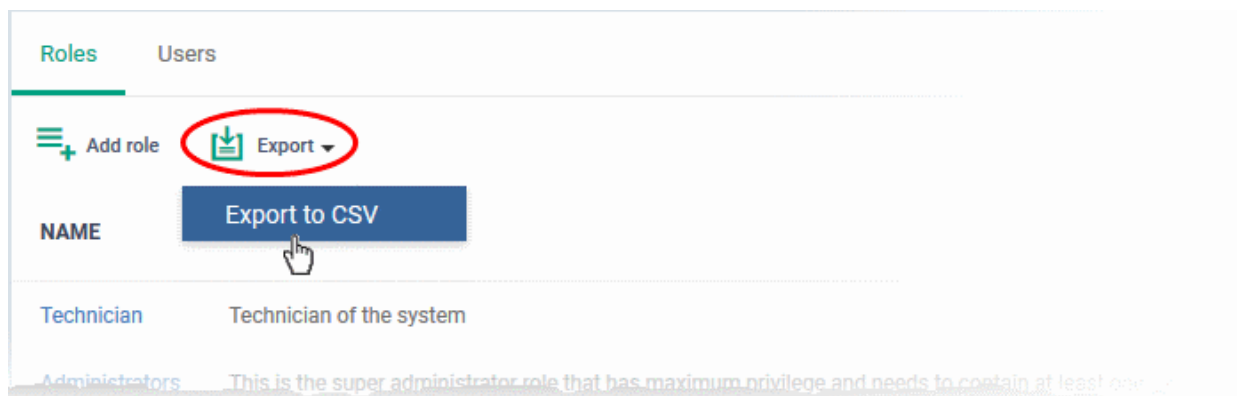 Roles Users
Add role Export
Export to CSV
NAME
Technician Technician of the system
Administrators This is the super administrator role that has maximum privilege and needs to contain at least one